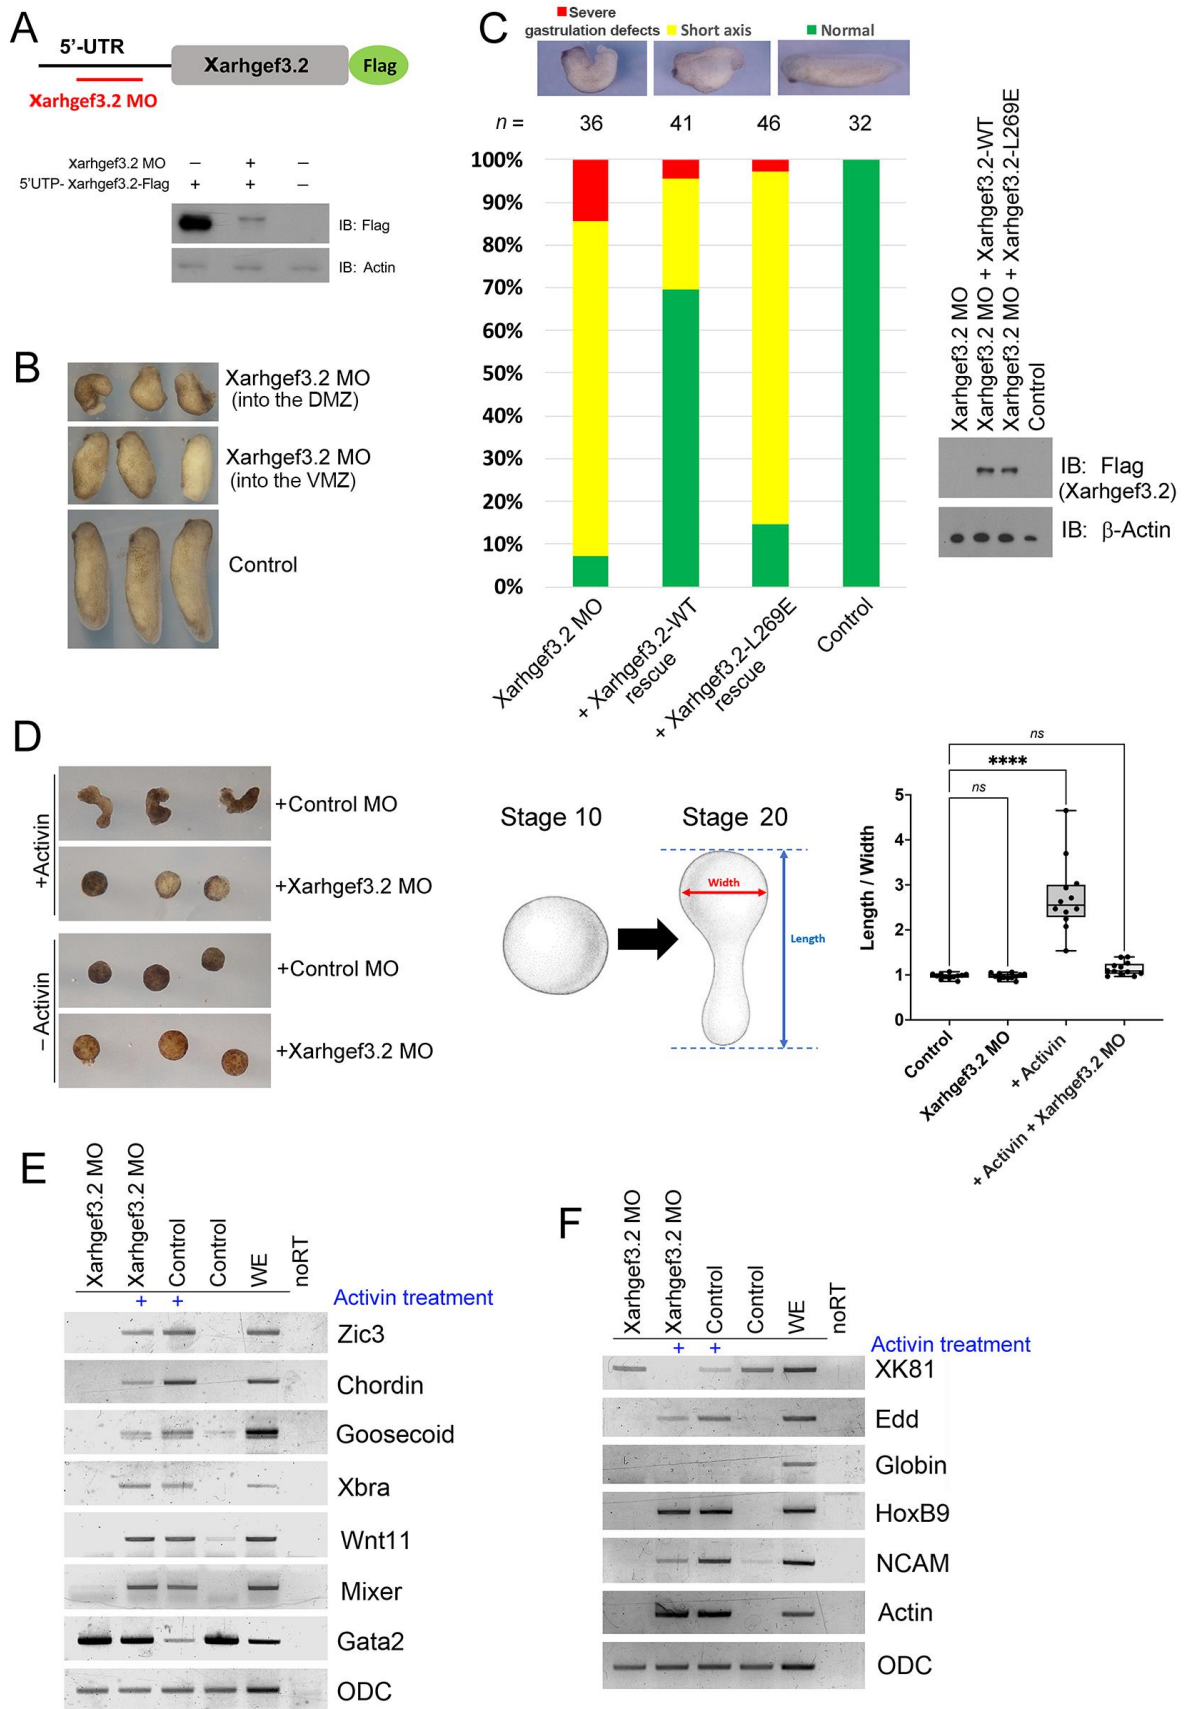 A
5’-UTR
Xarhgef3.2
Flag
Xarhgef3.2 MO
Xarhgef3.2 MO – + –
5'UTP- Xarhgef3.2-Flag + + –
IB: Flag
IB: Actin
B
Xarhgef3.2 MO
(into the DMZ)
Xarhgef3.2 MO
(into the VMZ)
Control
C
Severe
gastrulation defects
Short axis
Normal
n = 36 41 46 32
100%
90%
80%
70%
60%
50%
40%
30%
20%
10%
0%
Xarhgef3.2 MO
+ Xarhgef3.2-WT
rescue
+ Xarhgef3.2-L269E
rescue
Control
Xarhgef3.2 MO
Xarhgef3.2 MO + Xarhgef3.2-WT
Xarhgef3.2 MO + Xarhgef3.2-L269E
Control
IB: Flag
(Xarhgef3.2)
IB: β-Actin
D
+Activin
+Control MO
+Xarhgef3.2 MO
–Activin
+Control MO
+Xarhgef3.2 MO
Stage 10
Stage 20
Width
Length
ns
****
ns
Length / Width
5
4
3
2
1
0
Control
Xarhgef3.2 MO
+ Activin
+ Activin + Xarhgef3.2 MO
E
Xarhgef3.2 MO
Xarhgef3.2 MO
Control
Control
WE
noRT
+ + Activin treatment
Zic3
Chordin
Goosecoid
Xbra
Wnt11
Mixer
Gata2
ODC
F
Xarhgef3.2 MO
Xarhgef3.2 MO
Control
Control
WE
noRT
+ + Activin treatment
XK81
Edd
Globin
HoxB9
NCAM
Actin
ODC